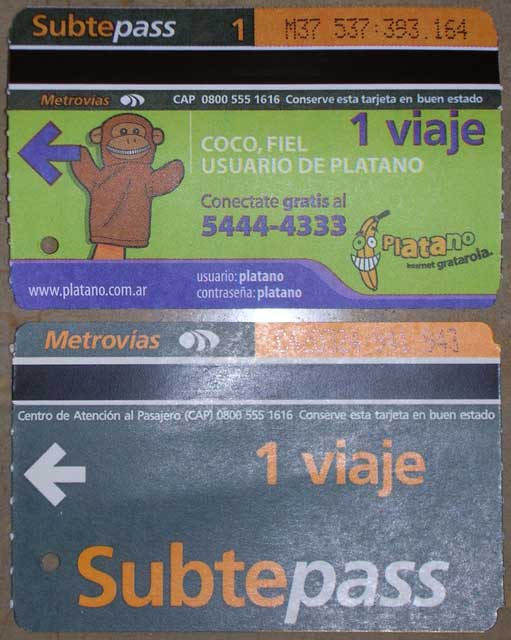 Subtepass 1 M37 537:393.164
Metrovías CAP 0800 555 1616 Conserve esta tarjeta en buen estado
1 viaje
COCO, FIEL
USUARIO DE PLATANO
Conectate gratis al
5444-4333
Platano
Internet gratarola.
usuario: platano
www.platano.com.ar
contraseña: platano
Metrovías
Centro de Atención al Pasajero (CAP) 0800 555 1616 Conserve esta tarjeta en buen estado
1 viaje
Subtepass